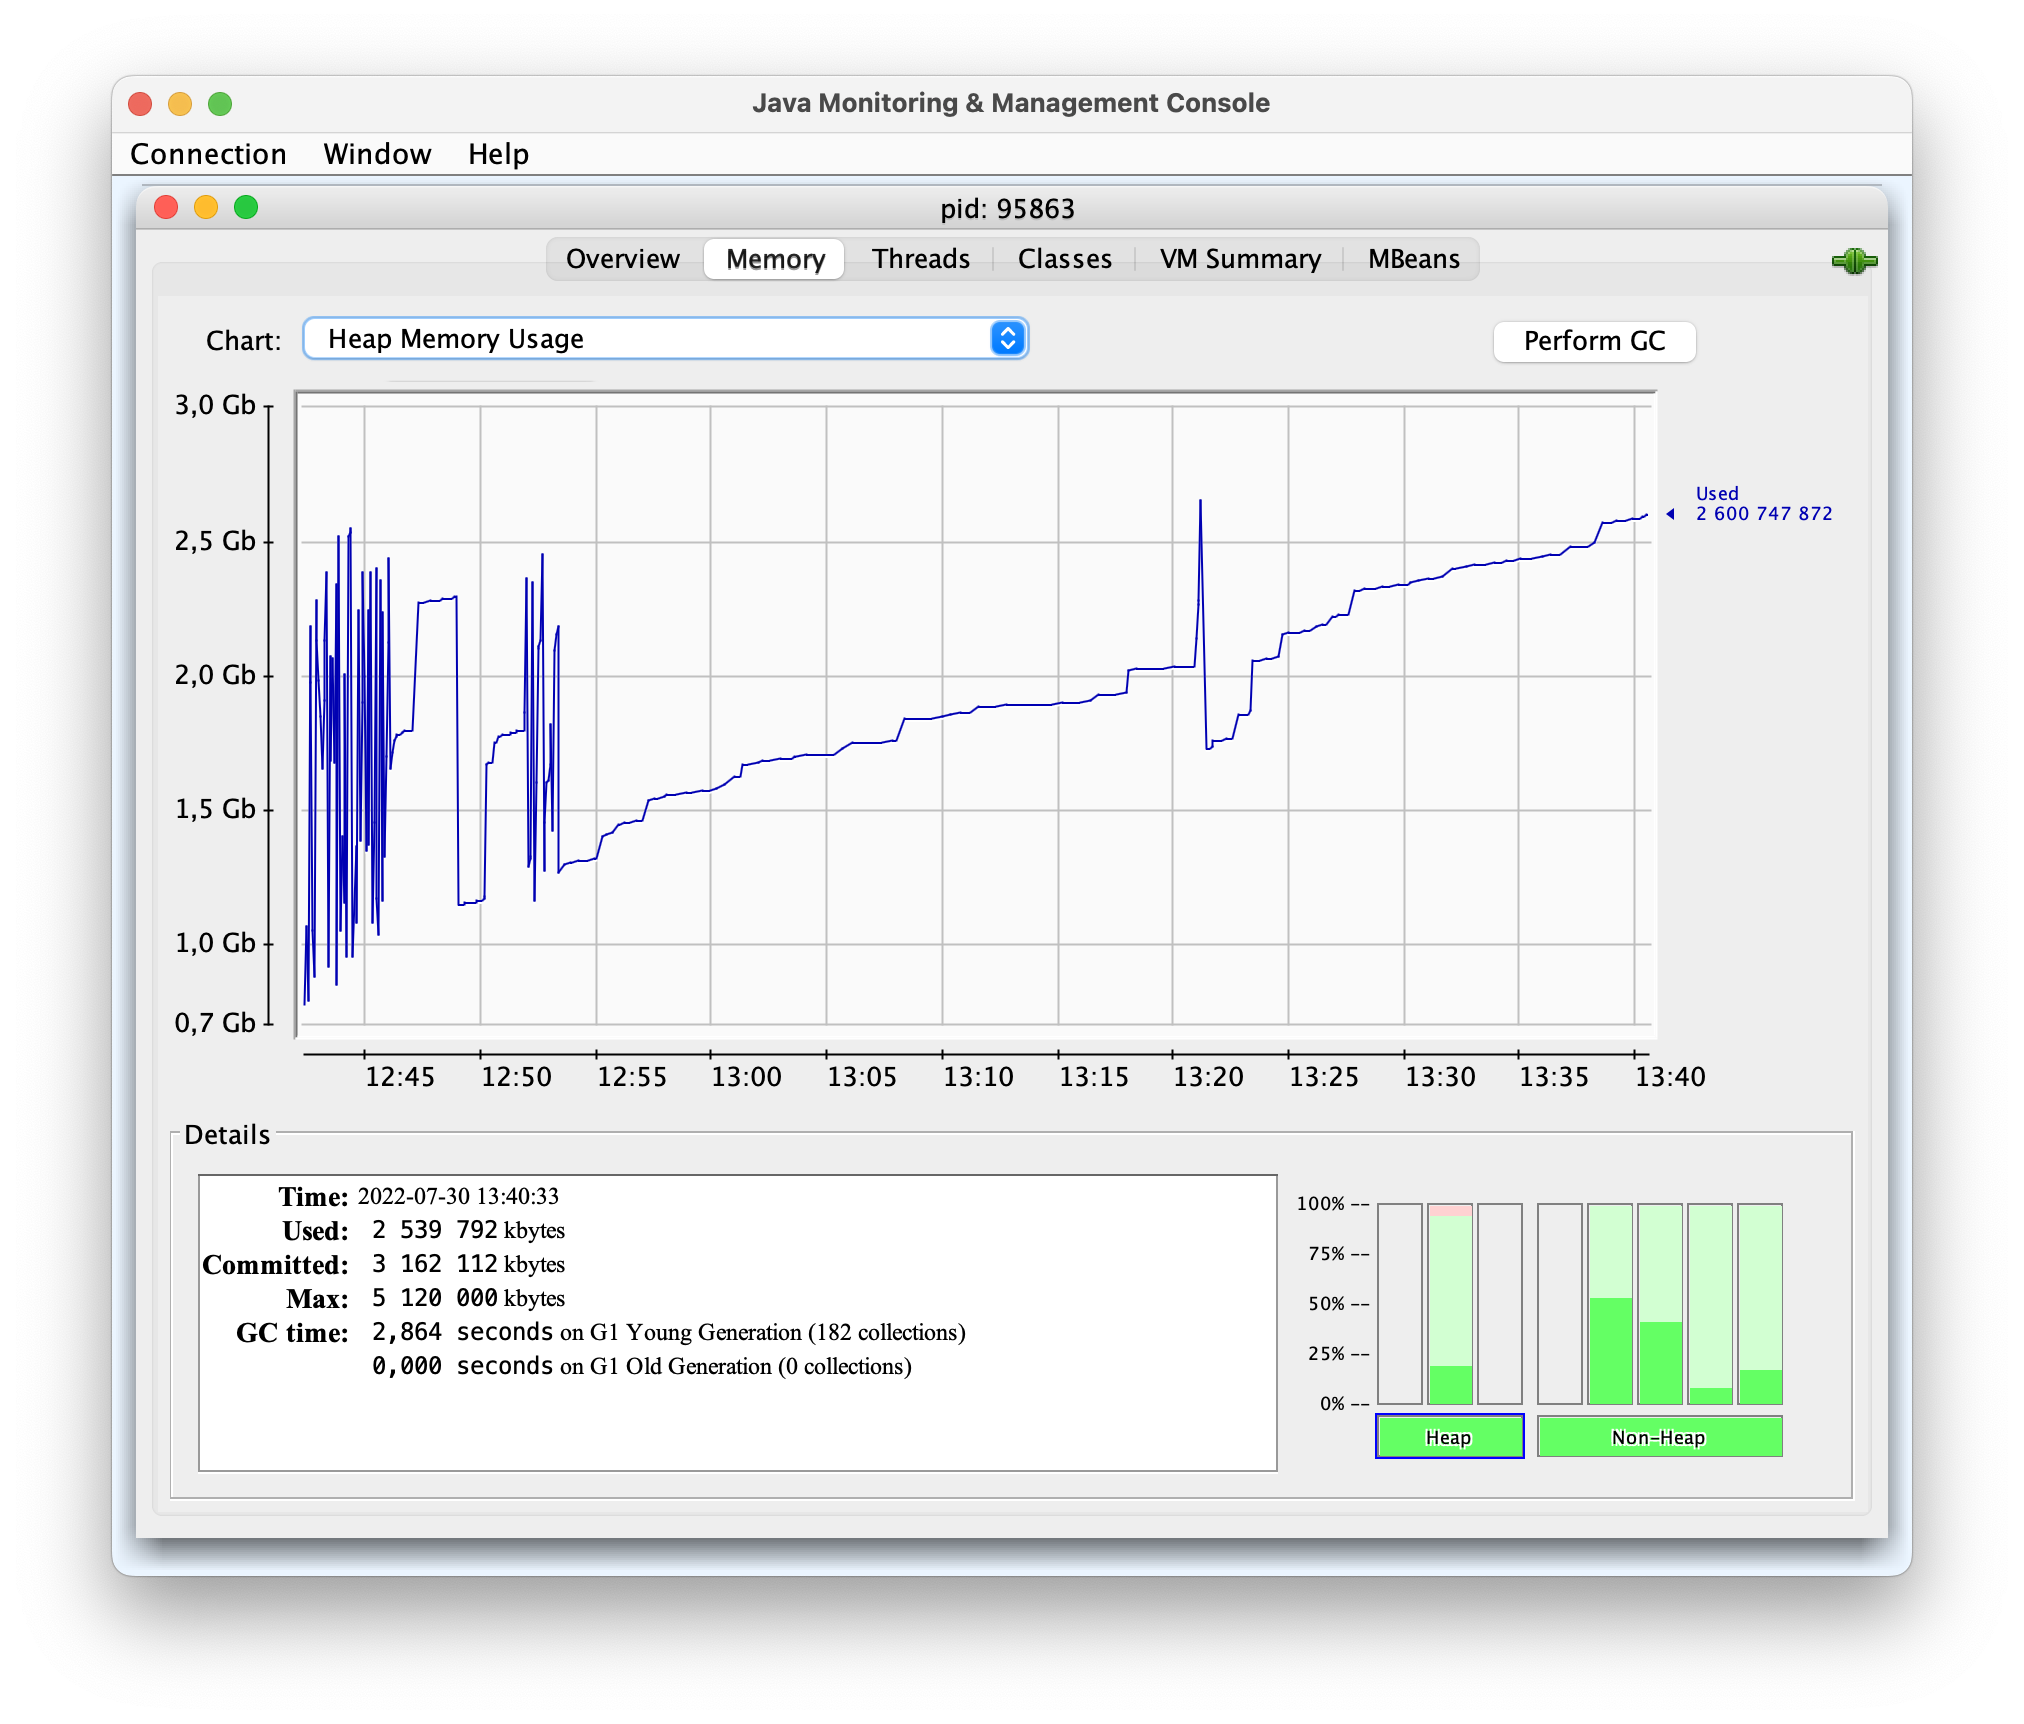 Java Monitoring & Management Console
Connection Window Help
pid: 95863
Overview Memory Threads Classes VM Summary MBeans
Chart: Heap Memory Usage Perform GC
3,0 Gb
2,5 Gb
2,0 Gb
1,5 Gb
1,0 Gb
0,7 Gb
Used
2 600 747 872
12:45 12:50 12:55 13:00 13:05 13:10 13:15 13:20 13:25 13:30 13:35 13:40
Details
Time: 2022-07-30 13:40:33
Used: 2 539 792 kbytes
Committed: 3 162 112 kbytes
Max: 5 120 000 kbytes
GC time: 2,864 seconds on G1 Young Generation (182 collections)
0,000 seconds on G1 Old Generation (0 collections)
100% --
75% --
50% --
25% --
0% --
Heap Non-Heap